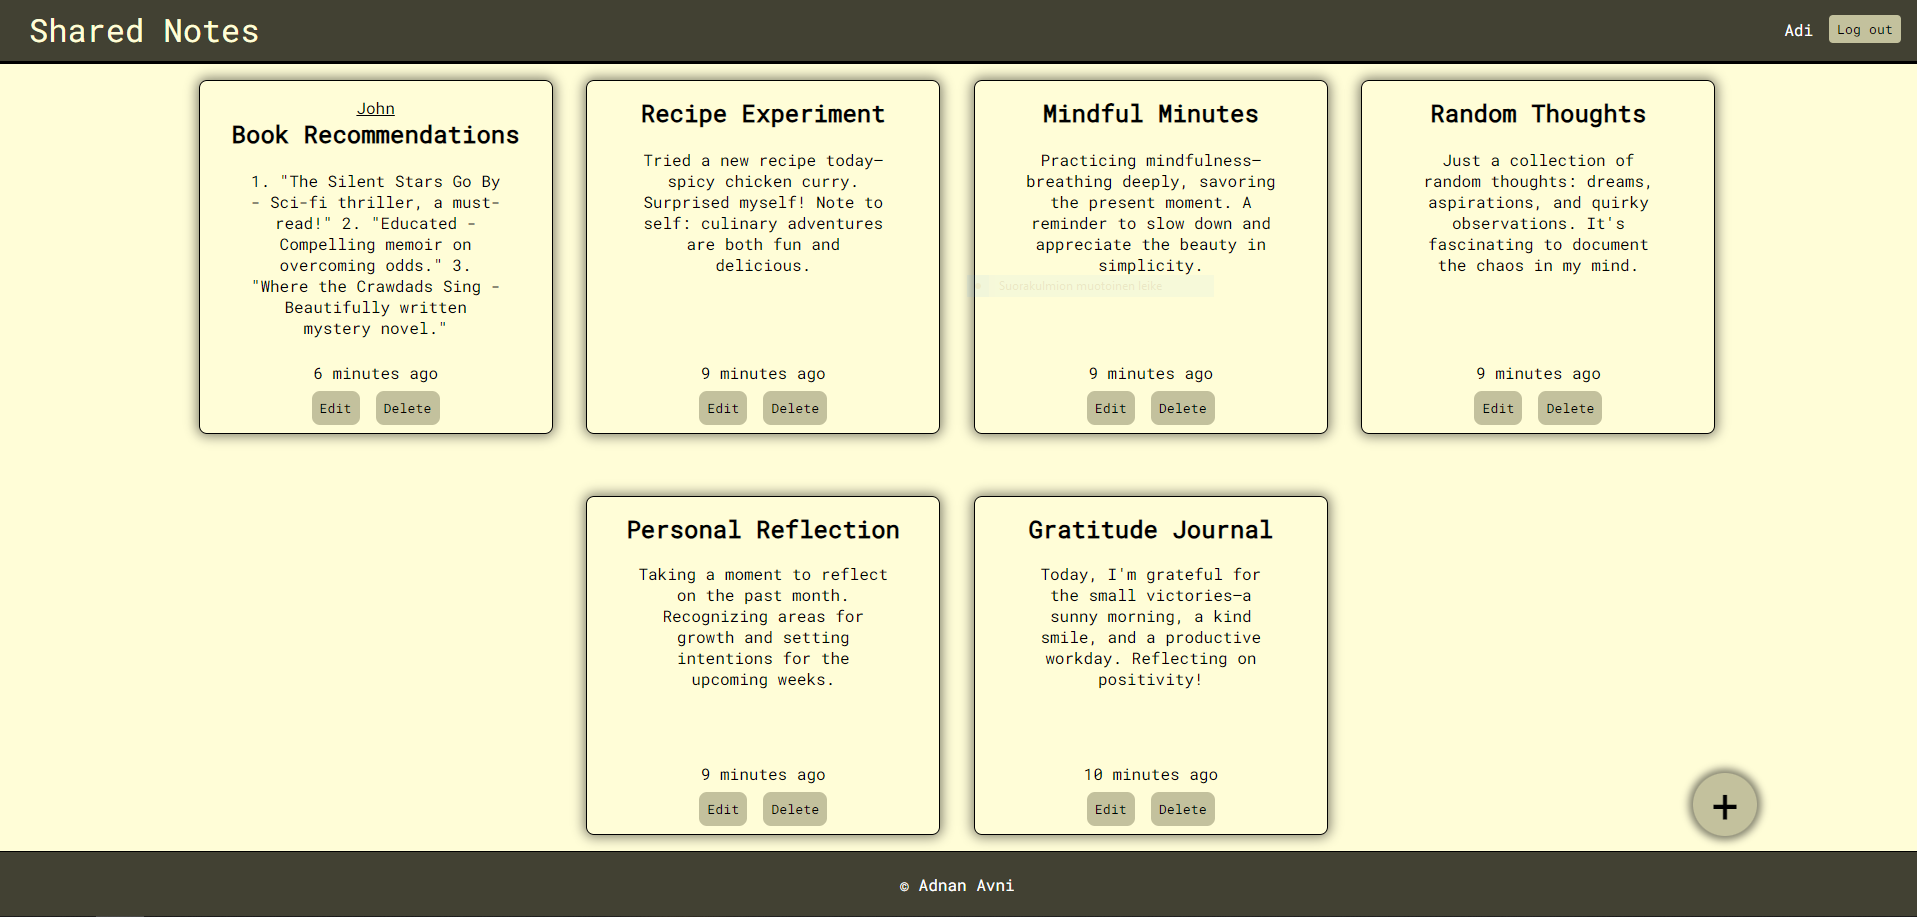 Shared Notes
Adi
Log out
John
Book Recommendations
1. "The Silent Stars Go By
- Sci-fi thriller, a must-
read!" 2. "Educated -
Compelling memoir on
overcoming odds." 3.
"Where the Crawdads Sing -
Beautifully written
mystery novel."
6 minutes ago
Edit
Delete
Recipe Experiment
Tried a new recipe today—
spicy chicken curry.
Surprised myself! Note to
self: culinary adventures
are both fun and
delicious.
9 minutes ago
Edit
Delete
Mindful Minutes
Practicing mindfulness—
breathing deeply, savoring
the present moment. A
reminder to slow down and
appreciate the beauty in
simplicity.
Suorakulmion muotoinen leike
9 minutes ago
Edit
Delete
Random Thoughts
Just a collection of
random thoughts: dreams,
aspirations, and quirky
observations. It's
fascinating to document
the chaos in my mind.
9 minutes ago
Edit
Delete
Personal Reflection
Taking a moment to reflect
on the past month.
Recognizing areas for
growth and setting
intentions for the
upcoming weeks.
9 minutes ago
Edit
Delete
Gratitude Journal
Today, I'm grateful for
the small victories—a
sunny morning, a kind
smile, and a productive
workday. Reflecting on
positivity!
10 minutes ago
Edit
Delete
+
© Adnan Avni